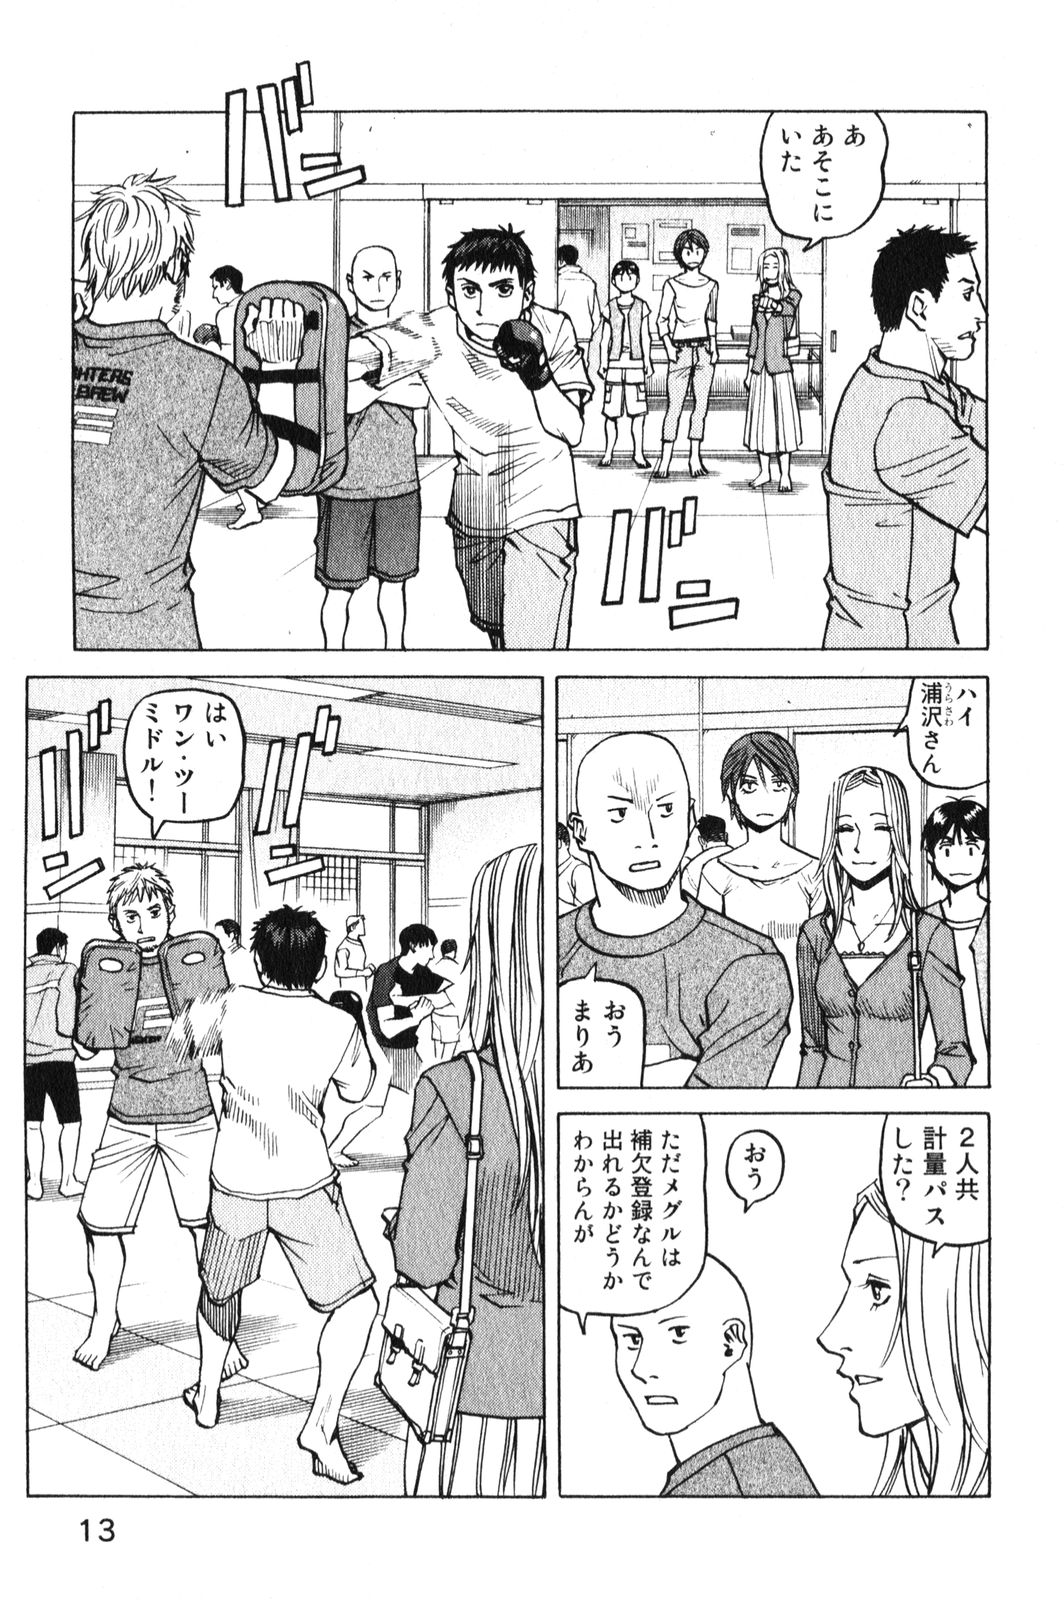 あ
あそこに
いた
バン
バン
HTERS
BREW
ハイ
浦沢さん
うらさわ
おう
まりあ
2人共
計量パス
した?
おう
ただメグルは
補欠登録なんで
出れるかどうか
わからんが
はい
ワン・ツー
ミドル!
バン
バン
13